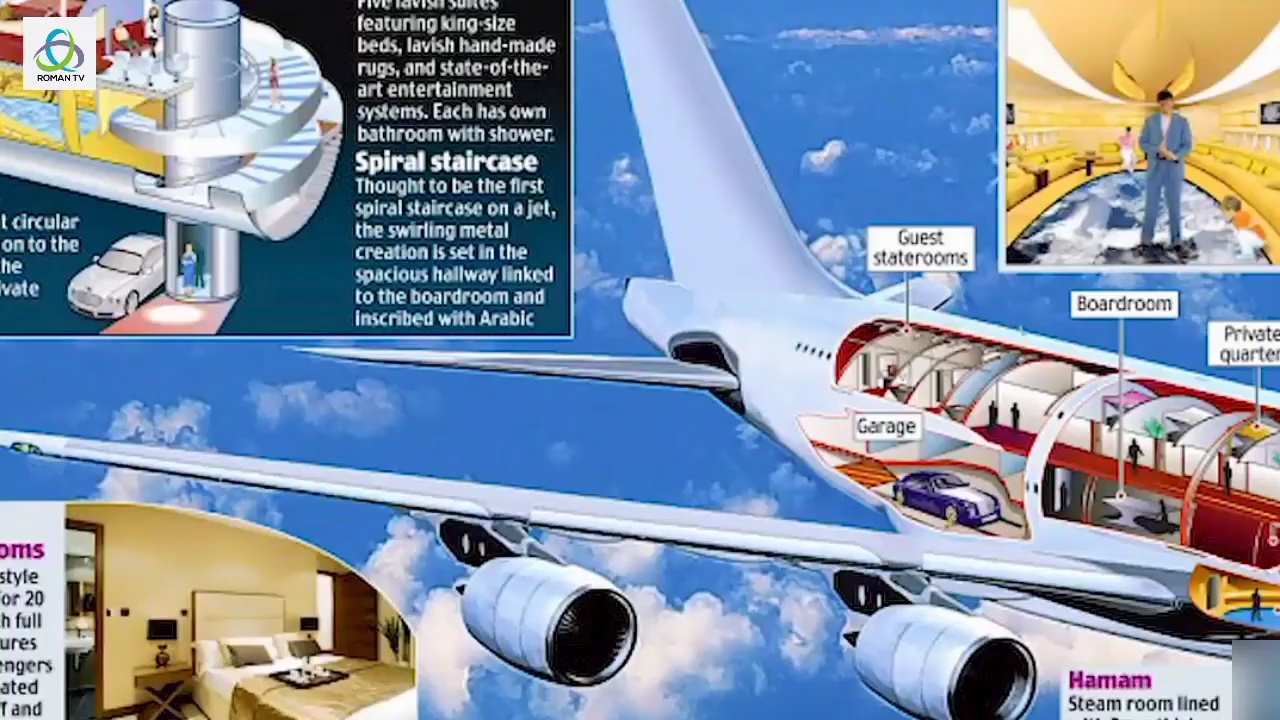 ROMAN TV
Five lavish suites
featuring king-size
beds, lavish hand-made
rugs, and state-of-the-
art entertainment
systems. Each has own
bathroom with shower.
Spiral staircase
Thought to be the first
spiral staircase on a jet,
the swirling metal
creation is set in the
spacious hallway linked
to the boardroom and
inscribed with Arabic
t circular
on to the
he
vate
Guest
staterooms
Boardroom
Private
quarter
Garage
oms
style
for 20
h full
ures
engers
ated
f and
Hamam
Steam room lined